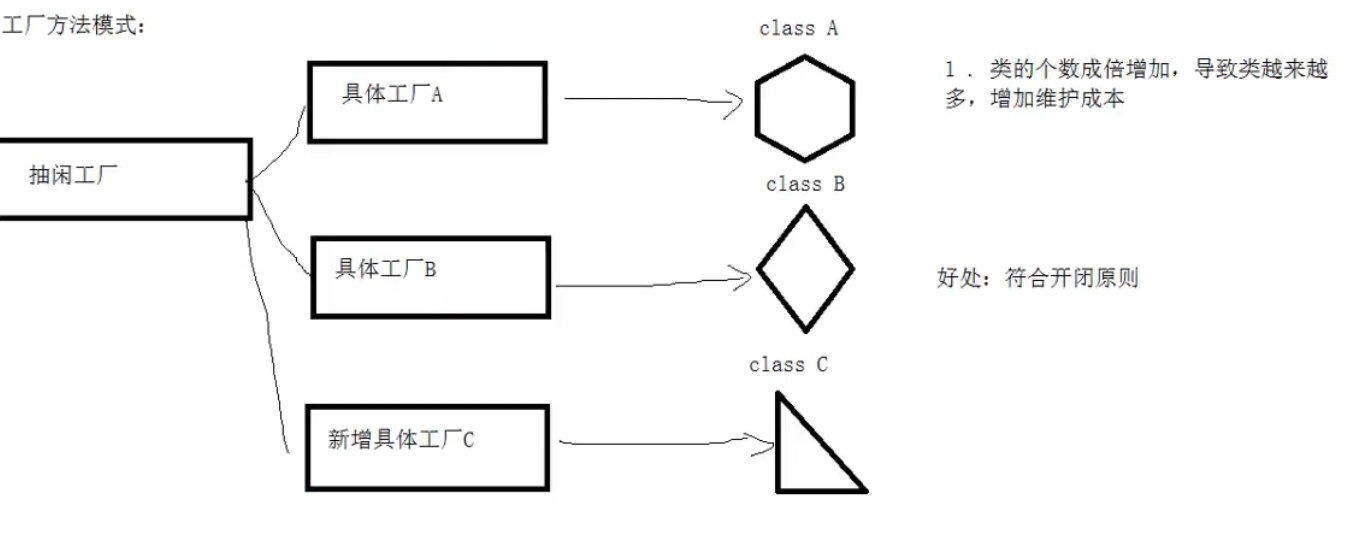 工厂方法模式：
class A
具体工厂A
1 . 类的个数成倍增加，导致类越来越
多，增加维护成本
抽闲工厂
class B
具体工厂B
好处：符合开闭原则
class C
新增具体工厂C